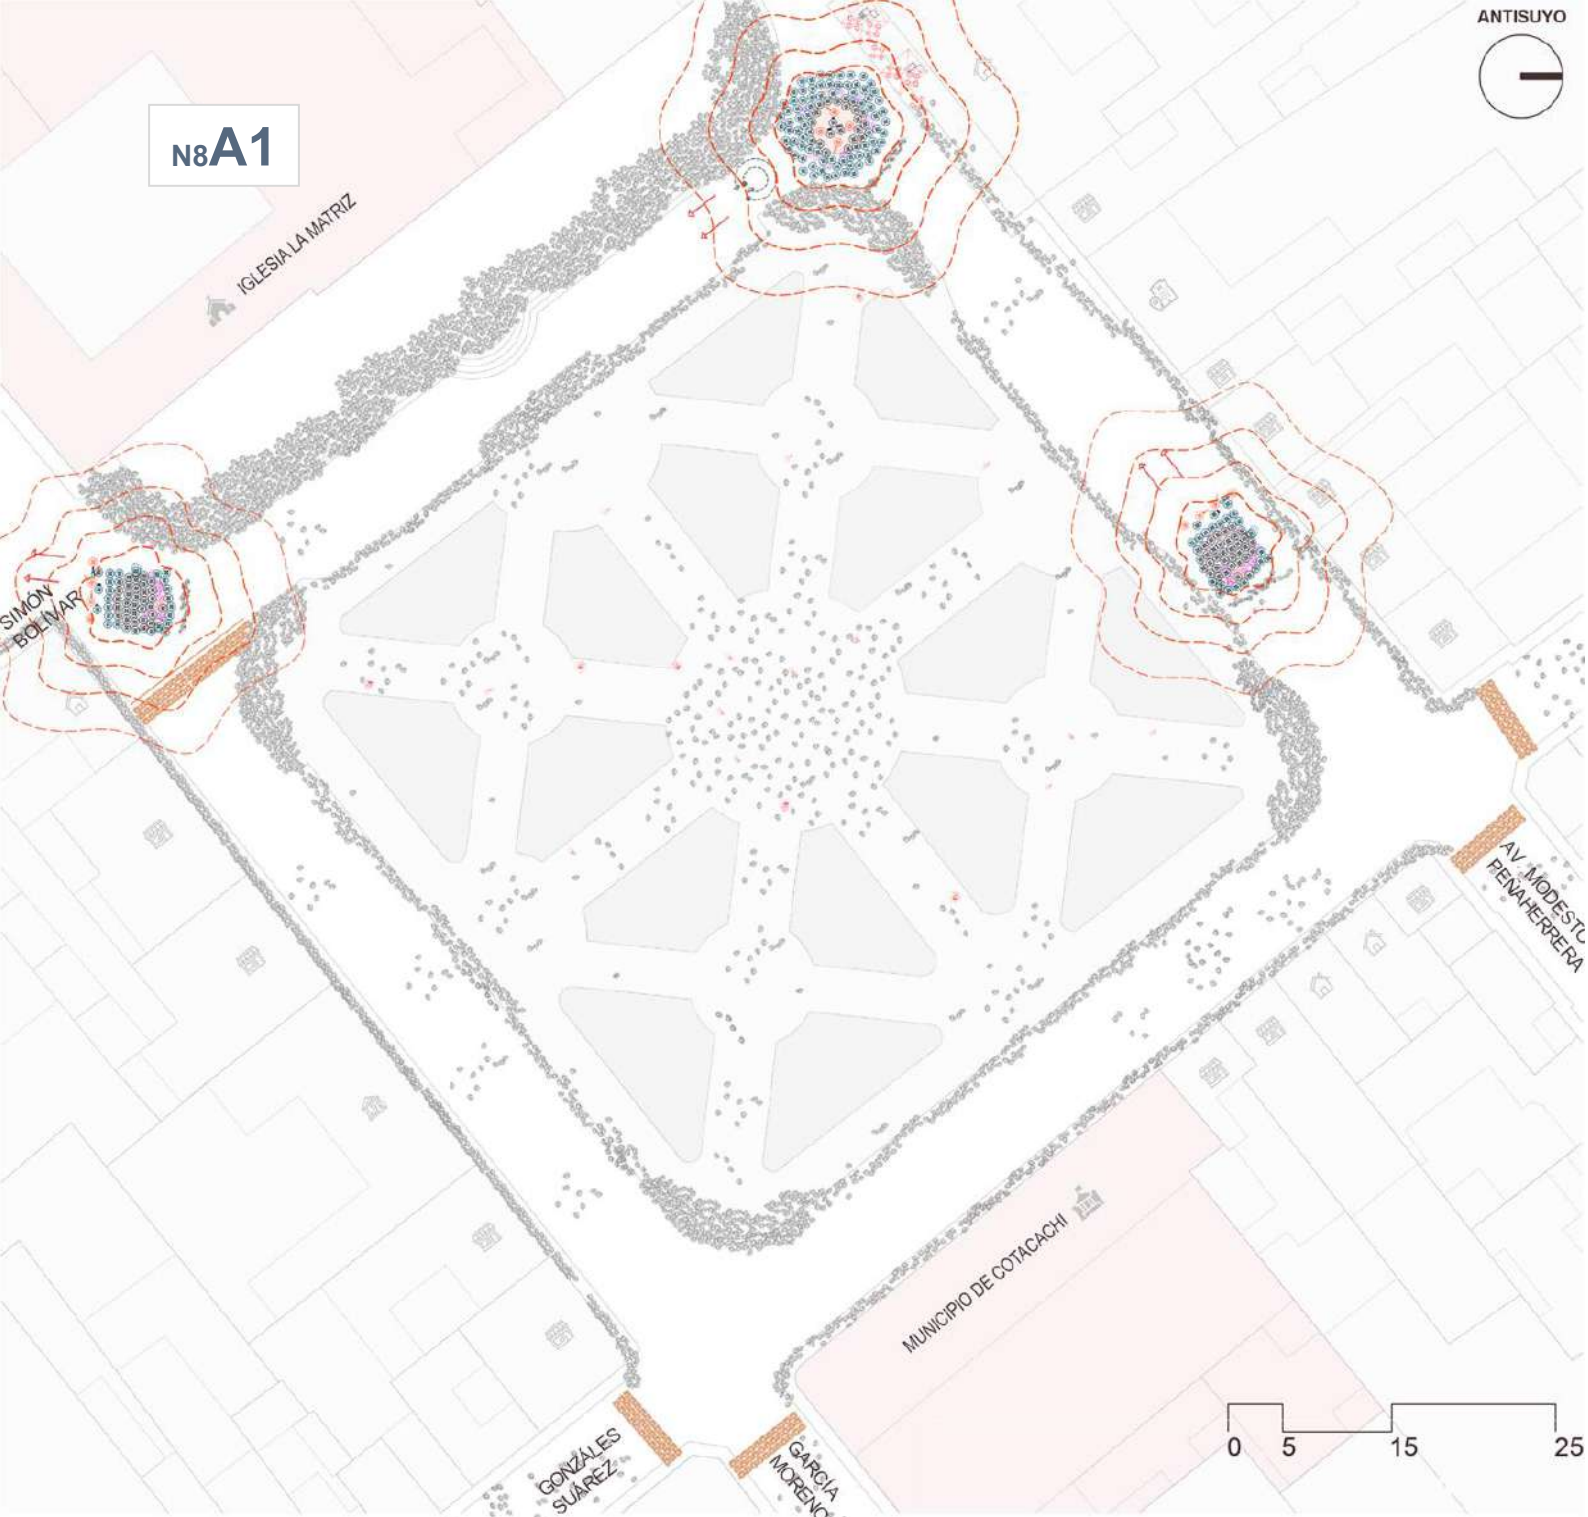 ANTISUYO
N8A1
IGLESIA LA MATRIZ
SIMÓN
BOLÍVAR
AV. MODESTO
PEÑAHERRERA
MUNICIPIO DE COTACACHI
GONZÁLES
SUÁREZ
GARCÍA
MORENO
0 5 15 25